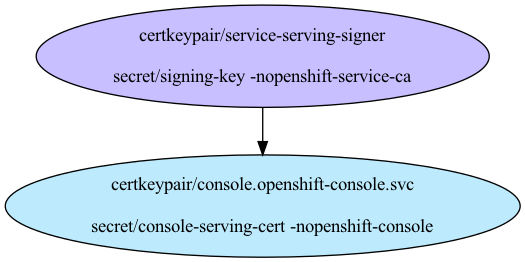 certkeypair/service-serving-signer
secret/signing-key -nopenshift-service-ca
certkeypair/console.openshift-console.svc
secret/console-serving-cert -nopenshift-console